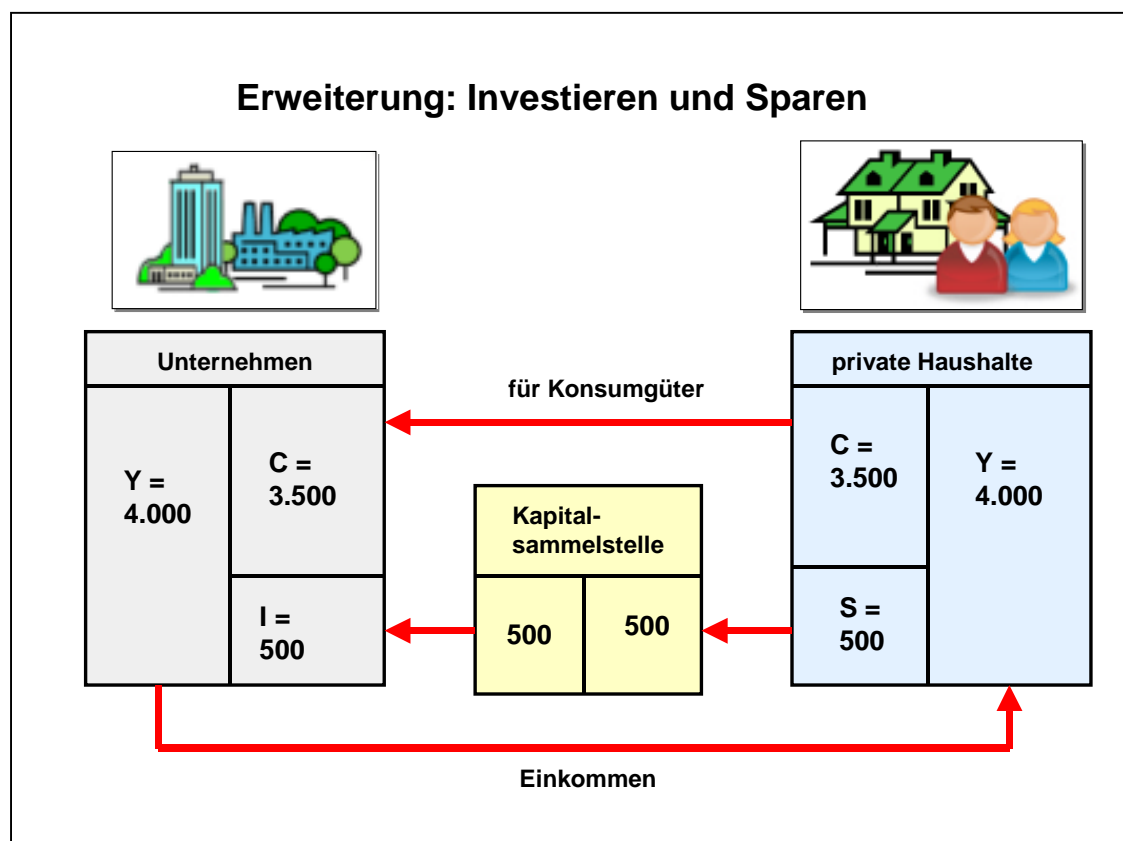 Erweiterung: Investieren und Sparen
Unternehmen
private Haushalte
für Konsumgüter
Y =
4.000
C =
3.500
I =
500
Kapital-
sammelstelle
500
500
C =
3.500
S =
500
Y =
4.000
Einkommen